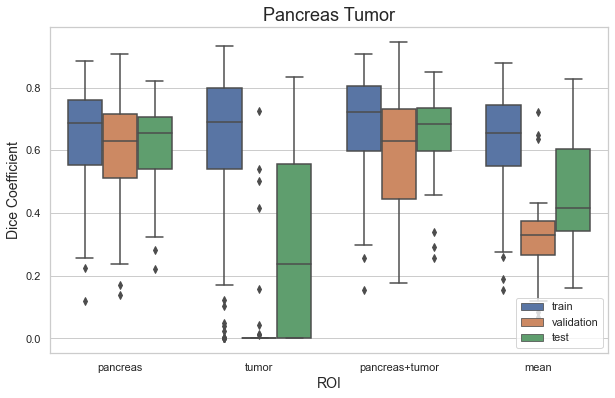 Pancreas Tumor
Dice Coefficient
0.8
0.6
0.4
0.2
0.0
pancreas
tumor
pancreas+tumor
mean
ROI
train
validation
test